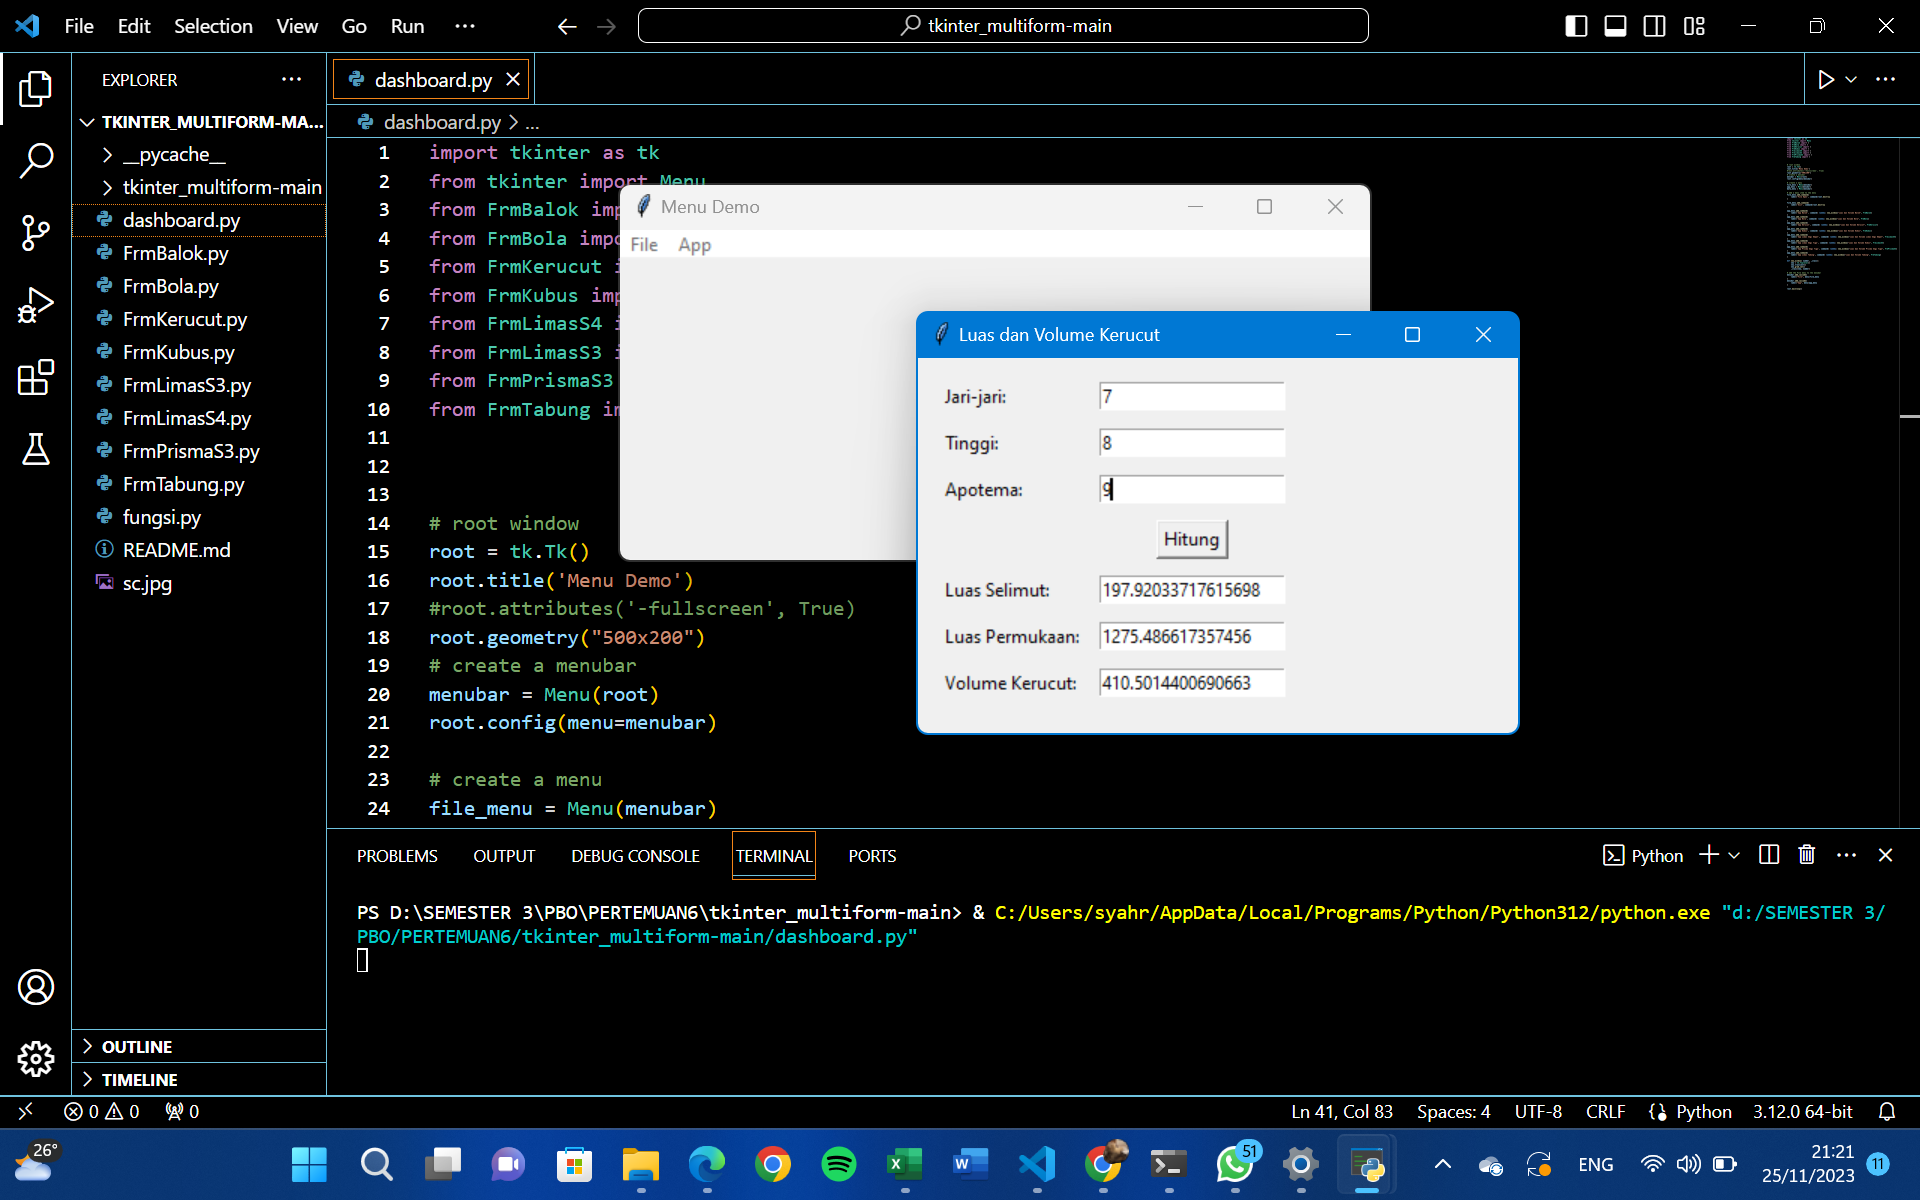 File Edit Selection View Go Run ···
tkinter_multiform-main
EXPLORER
TKINTER_MULTIFORM-MA...
__pycache__
tkinter_multiform-main
dashboard.py
FrmBalok.py
FrmBola.py
FrmKerucut.py
FrmKubus.py
FrmLimasS3.py
FrmLimasS4.py
FrmPrismaS3.py
FrmTabung.py
fungsi.py
README.md
sc.jpg
OUTLINE
TIMELINE
dashboard.py
dashboard.py > ...
1 import tkinter as tk
2 from tkinter import Menu
3 from FrmBalok imp
4 from FrmBola impo
5 from FrmKerucut i
6 from FrmKubus imp
7 from FrmLimasS4 i
8 from FrmLimasS3 i
9 from FrmPrismaS3
10 from FrmTabung im
11
12
13
14 # root window
15 root = tk.Tk()
16 root.title('Menu Demo')
17 #root.attributes('-fullscreen', True)
18 root.geometry("500x200")
19 # create a menubar
20 menubar = Menu(root)
21 root.config(menu=menubar)
22
23 # create a menu
24 file_menu = Menu(menubar)
Menu Demo
File App
Luas dan Volume Kerucut
Jari-jari: 7
Tinggi: 8
Apotema: 9
Hitung
Luas Selimut: 197.92033717615698
Luas Permukaan: 1275.486617357456
Volume Kerucut: 410.5014400690663
PROBLEMS OUTPUT DEBUG CONSOLE TERMINAL PORTS
Python
PS D:\SEMESTER 3\PBO\PERTEMUAN6\tkinter_multiform-main> & C:/Users/syahr/AppData/Local/Programs/Python/Python312/python.exe "d:/SEMESTER 3/
PBO/PERTEMUAN6/tkinter_multiform-main/dashboard.py"
0 0 0
Ln 41, Col 83 Spaces: 4 UTF-8 CRLF Python 3.12.0 64-bit
26°
51
ENG
21:21
25/11/2023
11